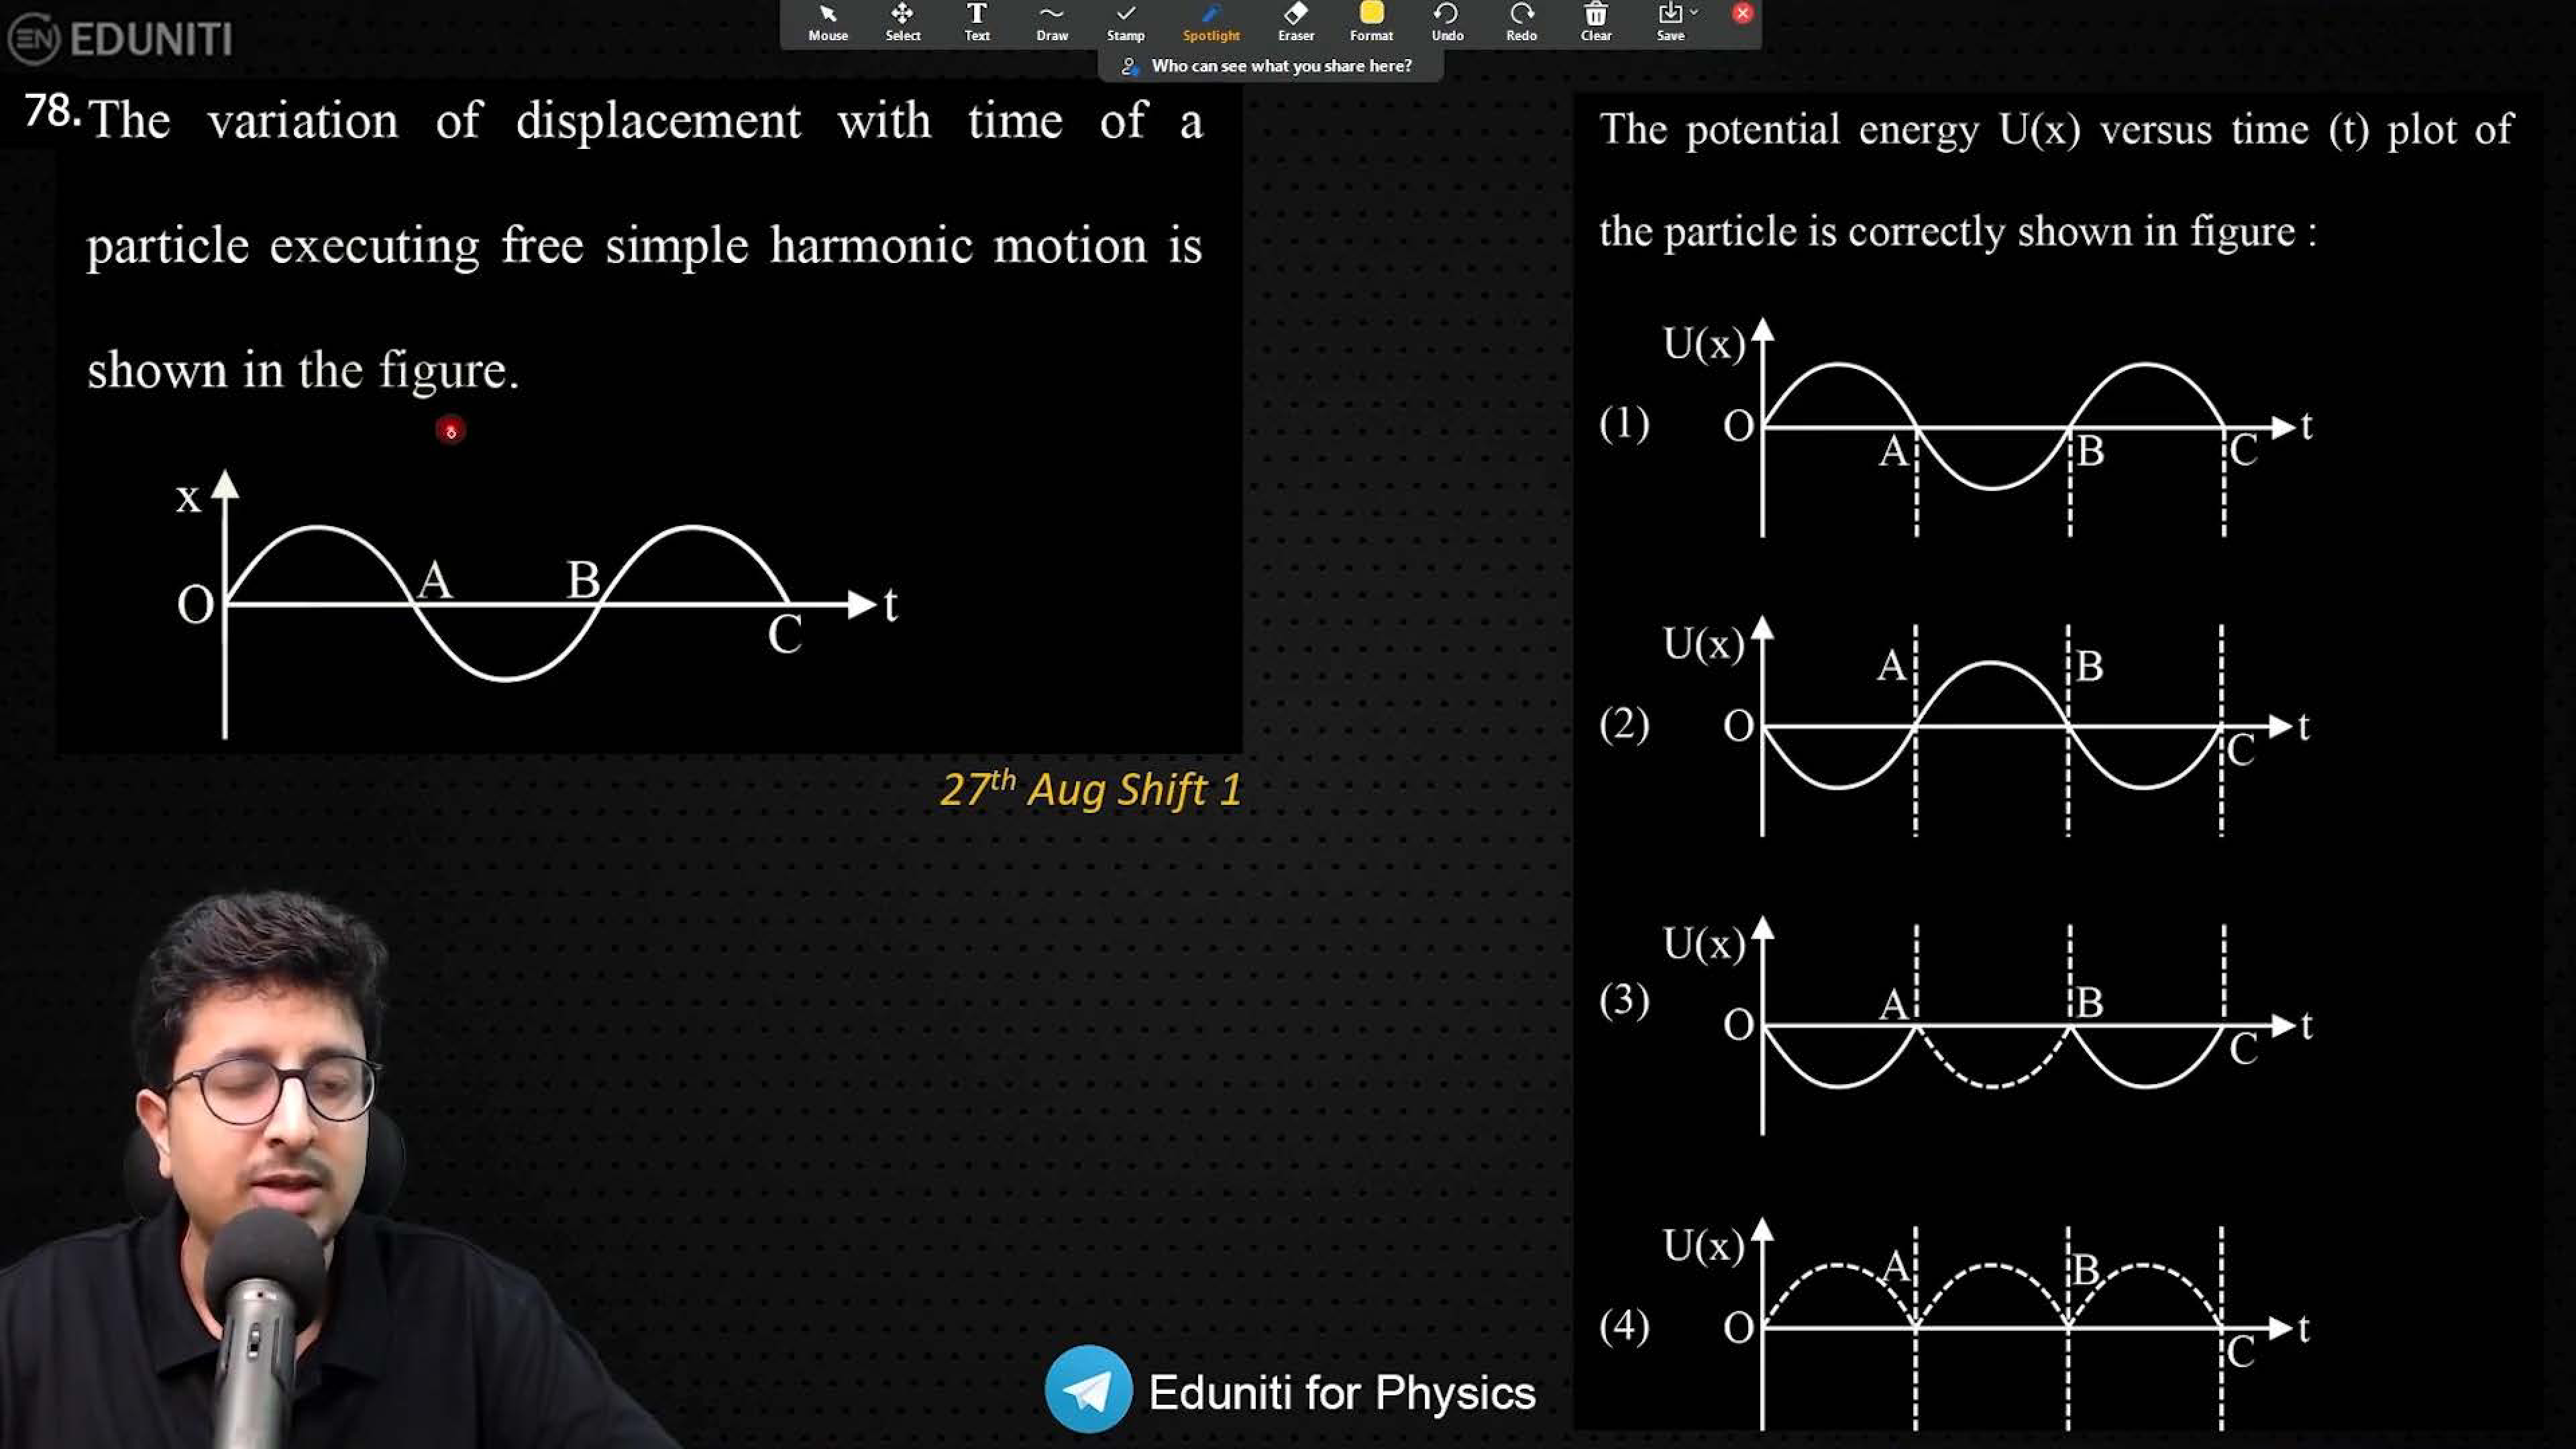 EN EDUNITI
Mouse Select Text Draw Stamp Spotlight Eraser Format Undo Redo Clear Save
Who can see what you share here?
78. The variation of displacement with time of a
particle executing free simple harmonic motion is
shown in the figure.
x
O A B C t
27th Aug Shift 1
The potential energy U(x) versus time (t) plot of
the particle is correctly shown in figure :
U(x)
(1) O A B C t
U(x)
A B
(2) O C t
U(x)
(3) A B
O C t
U(x)
A B
(4) O C t
Eduniti for Physics